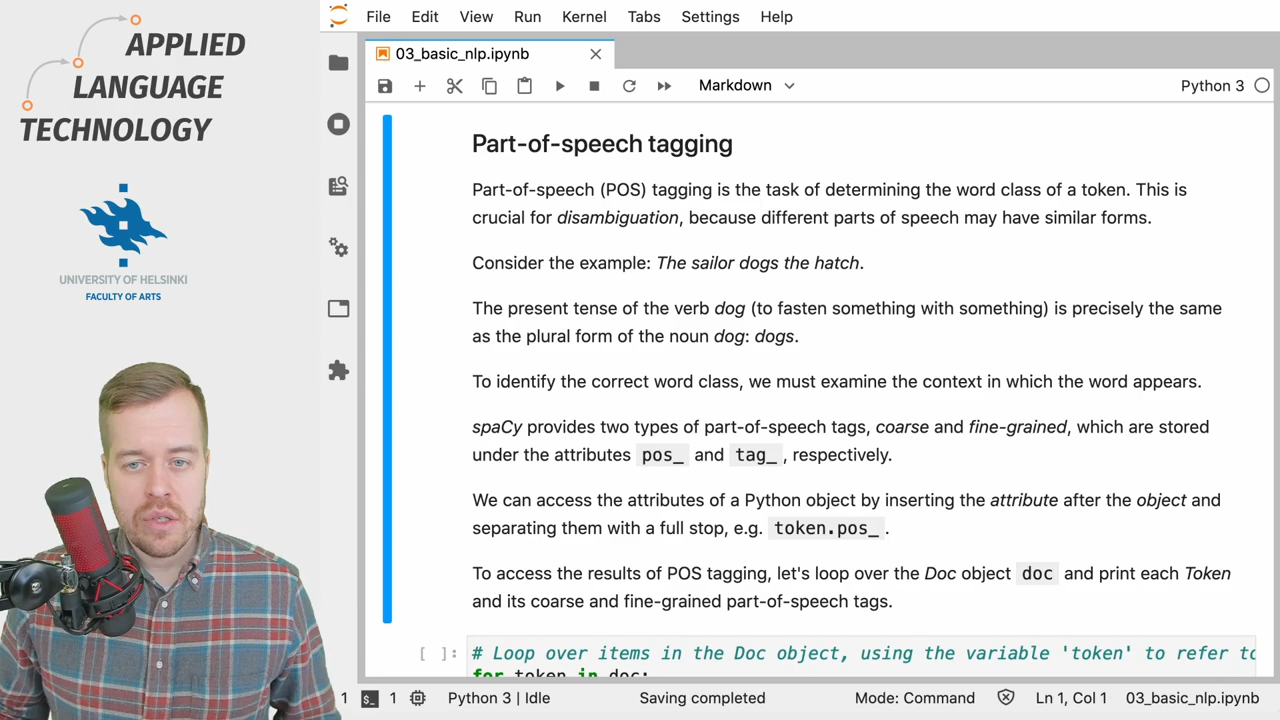 APPLIED
LANGUAGE
TECHNOLOGY
UNIVERSITY OF HELSINKI
FACULTY OF ARTS
File Edit View Run Kernel Tabs Settings Help
03_basic_nlp.ipynb
Markdown
Python 3
Part-of-speech tagging
Part-of-speech (POS) tagging is the task of determining the word class of a token. This is
crucial for disambiguation, because different parts of speech may have similar forms.
Consider the example: The sailor dogs the hatch.
The present tense of the verb dog (to fasten something with something) is precisely the same
as the plural form of the noun dog: dogs.
To identify the correct word class, we must examine the context in which the word appears.
spaCy provides two types of part-of-speech tags, coarse and fine-grained, which are stored
under the attributes pos_ and tag_, respectively.
We can access the attributes of a Python object by inserting the attribute after the object and
separating them with a full stop, e.g. token.pos_.
To access the results of POS tagging, let's loop over the Doc object doc and print each Token
and its coarse and fine-grained part-of-speech tags.
[ ]: # Loop over items in the Doc object, using the variable 'token' to refer to
for token in doc:
1 $_ 1 Python 3 | Idle Saving completed Mode: Command Ln 1, Col 1 03_basic_nlp.ipynb